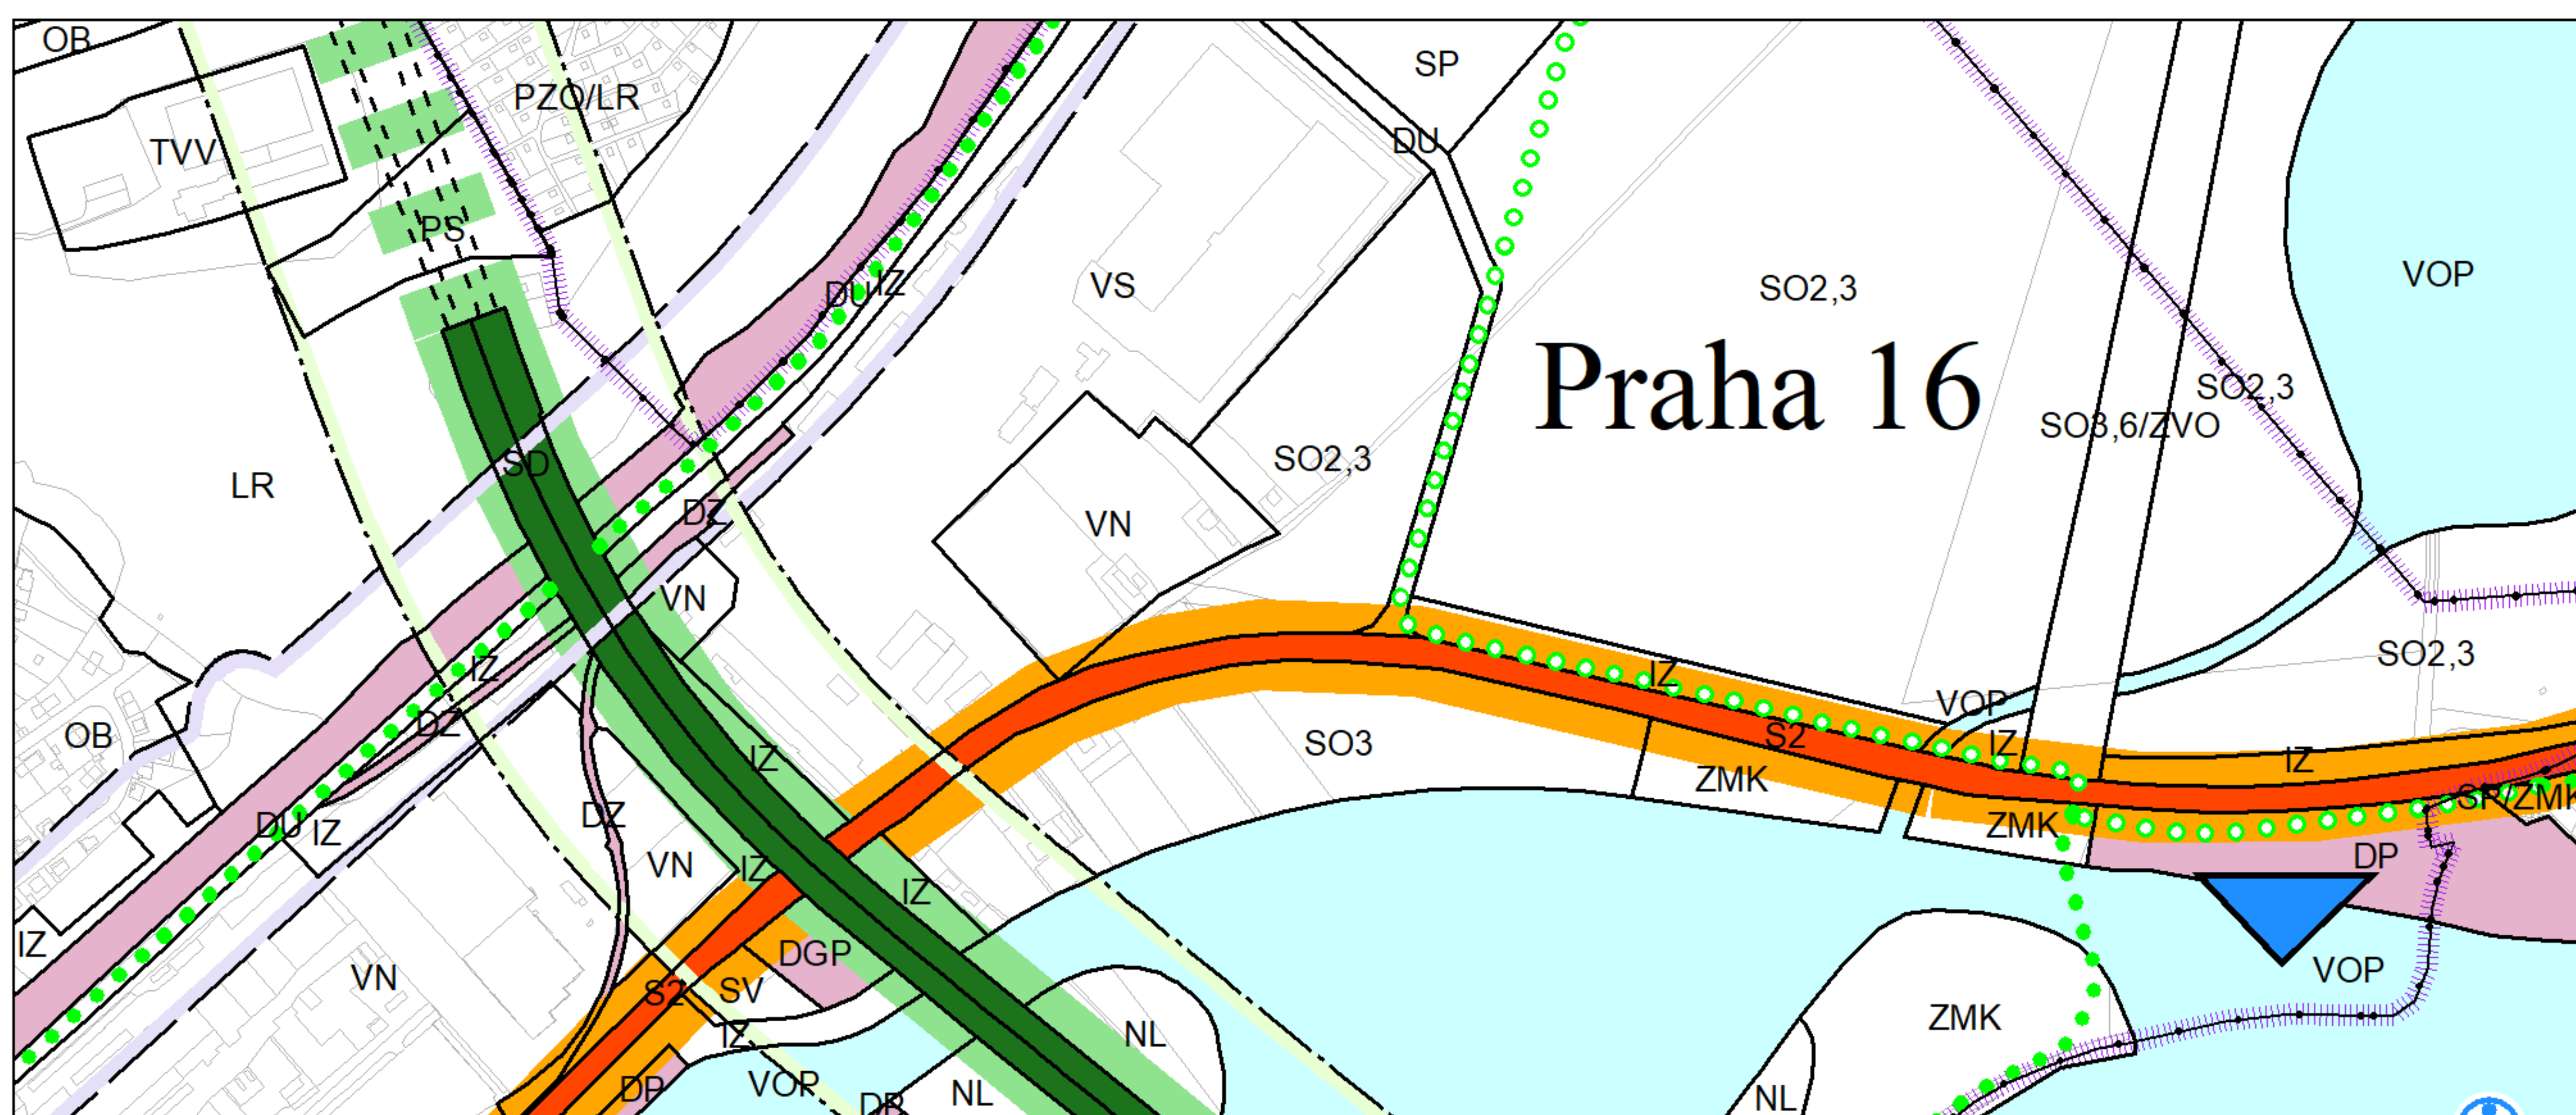 OB
SP
PZO/LR
DU
TVV
PS
VOP
DU
IZ
VS
SO2,3
Praha 16
SO2,3
SO3,6/ZVO
SD
SO2,3
LR
DZ
VN
VN
SO2,3
IZ
IZ
VOP
DZ
OB
S2
IZ
SO3
IZ
IZ
ZMK
SP/ZMK
DZ
DU
IZ
ZMK
DP
VN
IZ
IZ
IZ
DGP
VN
S2
SV
VOP
ZMK
IZ
NL
DP
VOP
DP
NL
NL